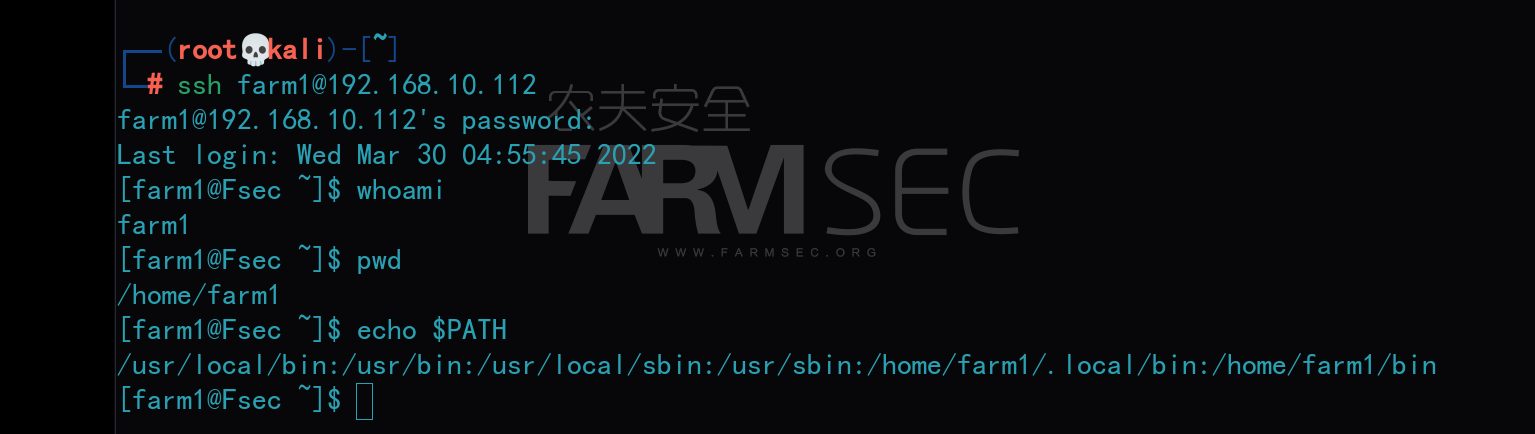 ┌──(root💀kali)-[~]
└─# ssh farm1@192.168.10.112
farm1@192.168.10.112's password:
Last login: Wed Mar 30 04:55:45 2022
[farm1@Fsec ~]$ whoami
farm1
[farm1@Fsec ~]$ pwd
/home/farm1
[farm1@Fsec ~]$ echo $PATH
/usr/local/bin:/usr/bin:/usr/local/sbin:/usr/sbin:/home/farm1/.local/bin:/home/farm1/bin
[farm1@Fsec ~]$
农夫安全
FARMSEC
WWW.FARMSEC.ORG